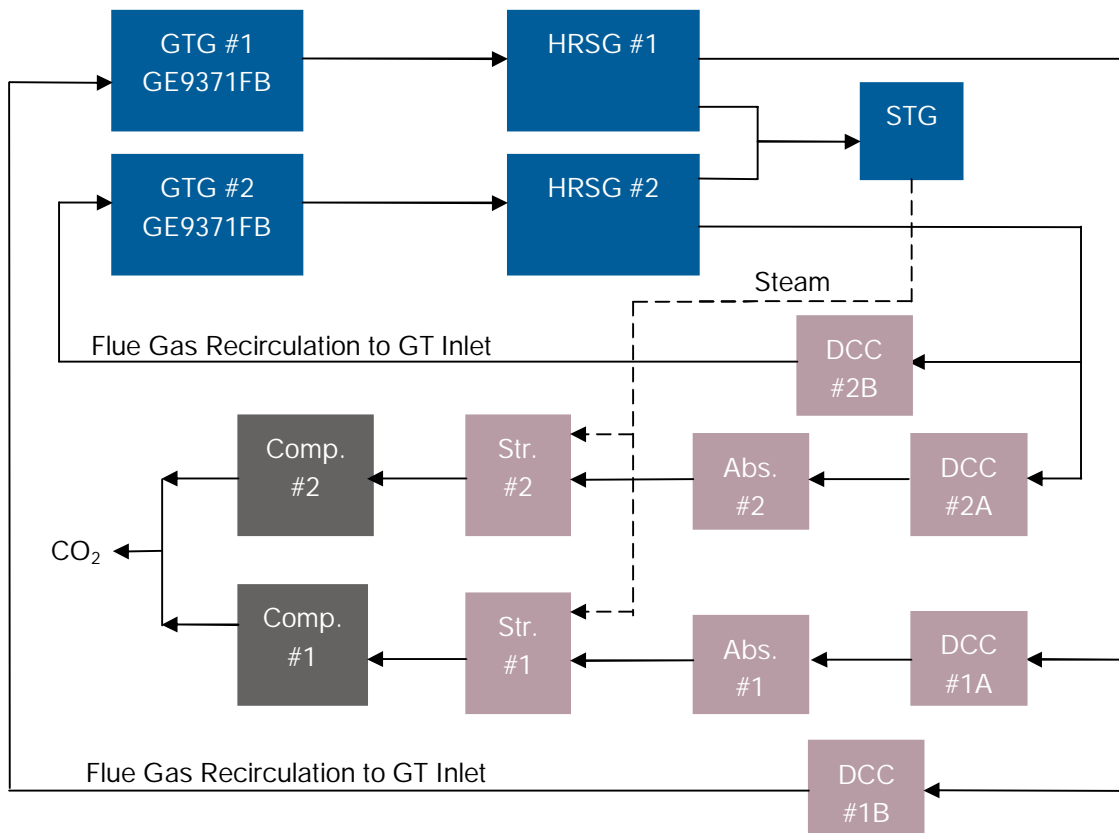 GTG #1
GE9371FB
HRSG #1
STG
GTG #2
GE9371FB
HRSG #2
Steam
Flue Gas Recirculation to GT Inlet
DCC
#2B
Comp.
#2
Str.
#2
Abs.
#2
DCC
#2A
CO₂
Comp.
#1
Str.
#1
Abs.
#1
DCC
#1A
Flue Gas Recirculation to GT Inlet
DCC
#1B